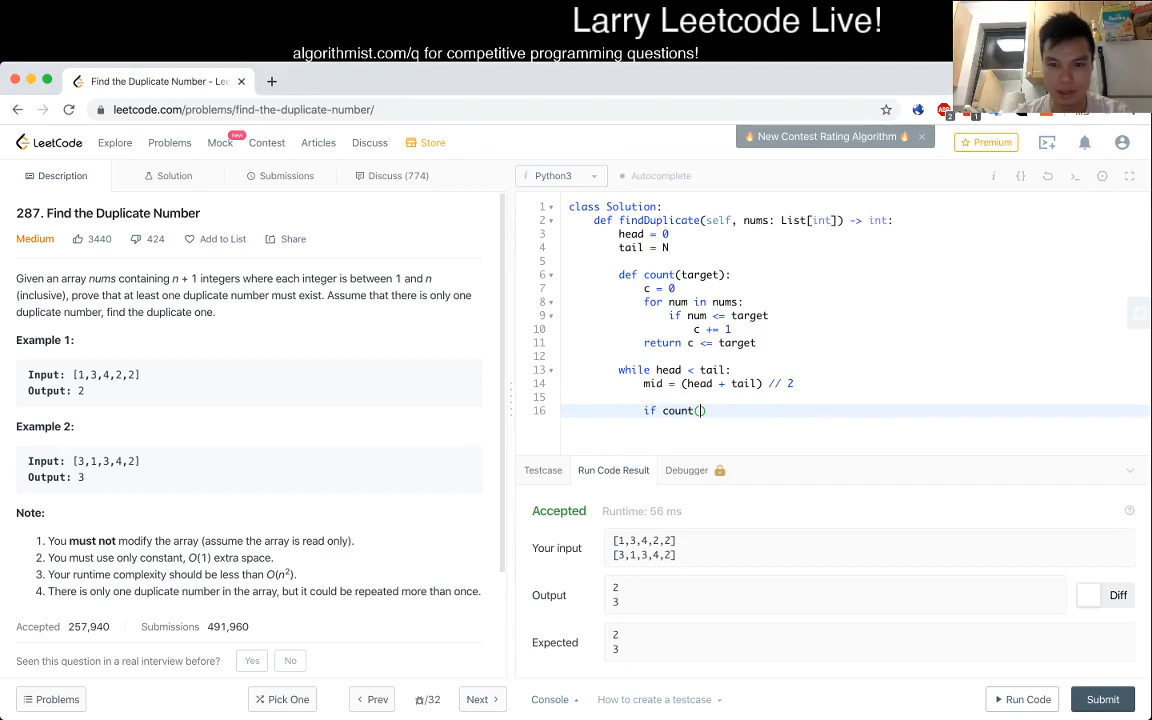 Larry Leetcode Live!
algorithmist.com/q for competitive programming questions!
Find the Duplicate Number - Lee
leetcode.com/problems/find-the-duplicate-number/
LeetCode Explore Problems Mock new Contest Articles Discuss Store
New Contest Rating Algorithm
Premium
Description Solution Submissions Discuss (774)
Python3 Autocomplete
287. Find the Duplicate Number
Medium 3440 424 Add to List Share
Given an array nums containing n + 1 integers where each integer is between 1 and n
(inclusive), prove that at least one duplicate number must exist. Assume that there is only one
duplicate number, find the duplicate one.
Example 1:
Input: [1,3,4,2,2]
Output: 2
Example 2:
Input: [3,1,3,4,2]
Output: 3
Note:
1. You must not modify the array (assume the array is read only).
2. You must use only constant, O(1) extra space.
3. Your runtime complexity should be less than O(n2).
4. There is only one duplicate number in the array, but it could be repeated more than once.
Accepted 257,940 Submissions 491,960
Seen this question in a real interview before? Yes No
1 class Solution:
2 def findDuplicate(self, nums: List[int]) -> int:
3 head = 0
4 tail = N
5
6 def count(target):
7 c = 0
8 for num in nums:
9 if num <= target
10 c += 1
11 return c <= target
12
13 while head < tail:
14 mid = (head + tail) // 2
15
16 if count()
Testcase Run Code Result Debugger
Accepted Runtime: 56 ms
Your input
[1,3,4,2,2]
[3,1,3,4,2]
Output
2
3
Diff
Expected
2
3
Problems Pick One Prev /32 Next Console How to create a testcase Run Code Submit